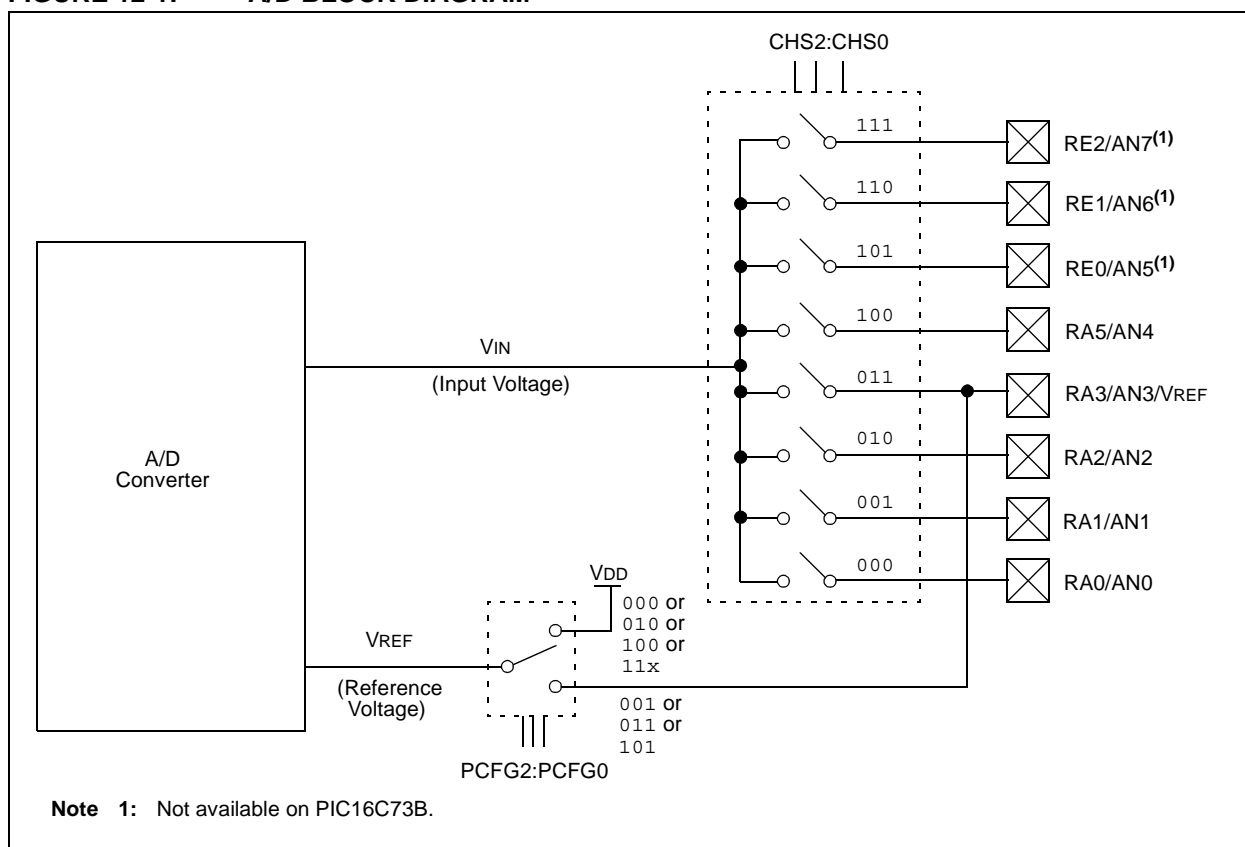 CHS2:CHS0
111
RE2/AN7(1)
110
RE1/AN6(1)
101
RE0/AN5(1)
100
RA5/AN4
VIN
(Input Voltage)
011
RA3/AN3/VREF
010
RA2/AN2
A/D
Converter
001
RA1/AN1
000
RA0/AN0
VDD
000 or
010 or
100 or
11x
VREF
(Reference
Voltage)
001 or
011 or
101
PCFG2:PCFG0
Note 1: Not available on PIC16C73B.